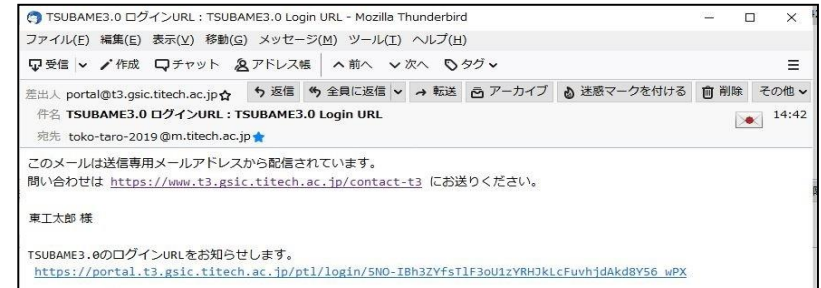 TSUBAME3.0 ログインURL : TSUBAME3.0 Login URL - Mozilla Thunderbird
ファイル(F) 編集(E) 表示(V) 移動(G) メッセージ(M) ツール(T) ヘルプ(H)
受信 作成 チャット アドレス帳 前へ 次へ タグ
差出人 portal@t3.gsic.titech.ac.jp 返信 全員に返信 転送 アーカイブ 迷惑マークを付ける 削除 その他
件名 TSUBAME3.0 ログインURL : TSUBAME3.0 Login URL 14:42
宛先 toko-taro-2019@m.titech.ac.jp
このメールは送信専用メールアドレスから配信されています。
問い合わせは https://www.t3.gsic.titech.ac.jp/contact-t3 にお送りください。
東工太郎 様
TSUBAME3.0のログインURLをお知らせします。
https://portal.t3.gsic.titech.ac.jp/ptl/login/5NO-IBh3ZYfsTlF3oU1zYRHJkLcFuvhjdAkd8Y56_wPX